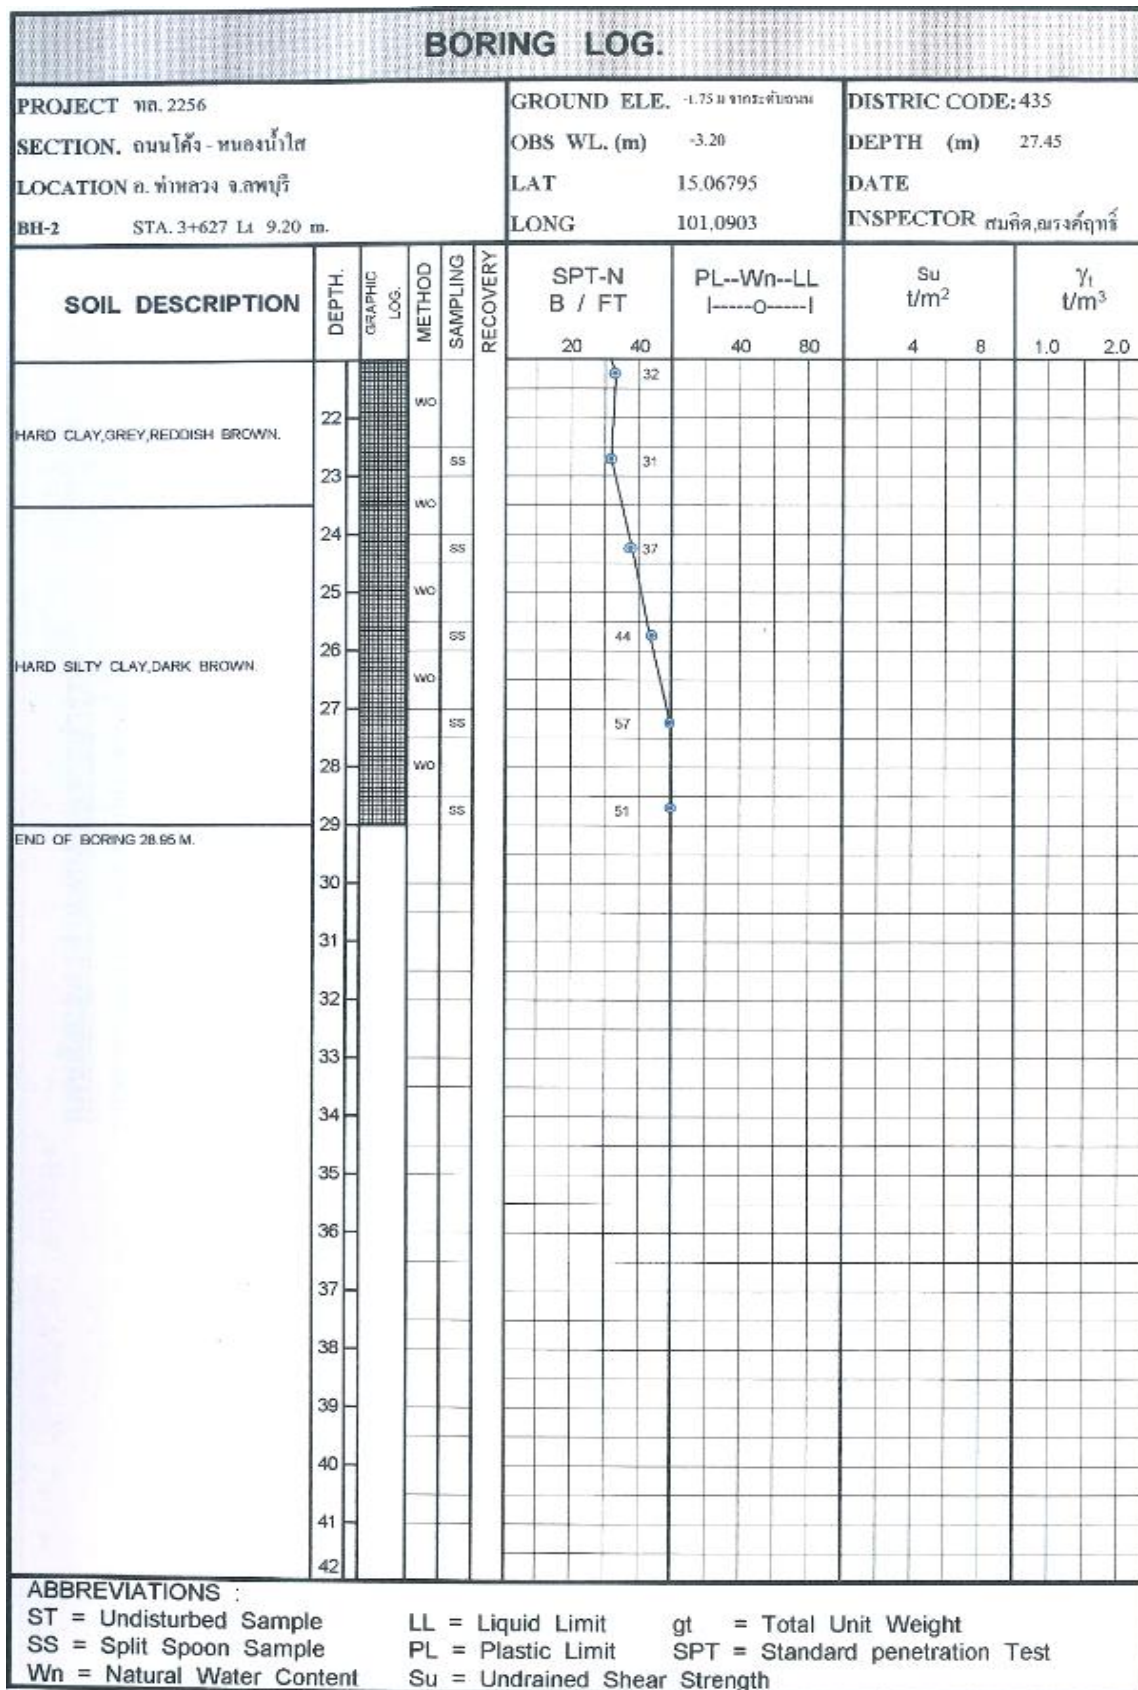 BORING LOG.
PROJECT ทล. 2256
SECTION. ถนนโค้ง - หนองน้ำใส
LOCATION อ. ท่าหลวง จ.ลพบุรี
BH-2 STA. 3+627 Lt 9.20 m.
GROUND ELE. -1.75 ม จากระดับถนน
OBS WL. (m) -3.20
LAT 15.06795
LONG 101.0903
DISTRIC CODE: 435
DEPTH (m) 27.45
DATE
INSPECTOR สมคิด,ณรงค์ฤทธิ์
SOIL DESCRIPTION
DEPTH.
GRAPHIC LOG.
METHOD
SAMPLING
RECOVERY
SPT-N
B / FT
20 40
PL--Wn--LL
I------O------I
40 80
Su
t/m²
4 8
γt
t/m³
1.0 2.0
32
WO
22
HARD CLAY,GREY,REDDISH BROWN.
SS 31
23
WO
24
SS 37
25 WO
SS 44
26
HARD SILTY CLAY,DARK BROWN.
WO
27
SS 57
28 WO
SS 51
29
END OF BORING 28.95 M.
30
31
32
33
34
35
36
37
38
39
40
41
42
ABBREVIATIONS :
ST = Undisturbed Sample LL = Liquid Limit gt = Total Unit Weight
SS = Split Spoon Sample PL = Plastic Limit SPT = Standard penetration Test
Wn = Natural Water Content Su = Undrained Shear Strength